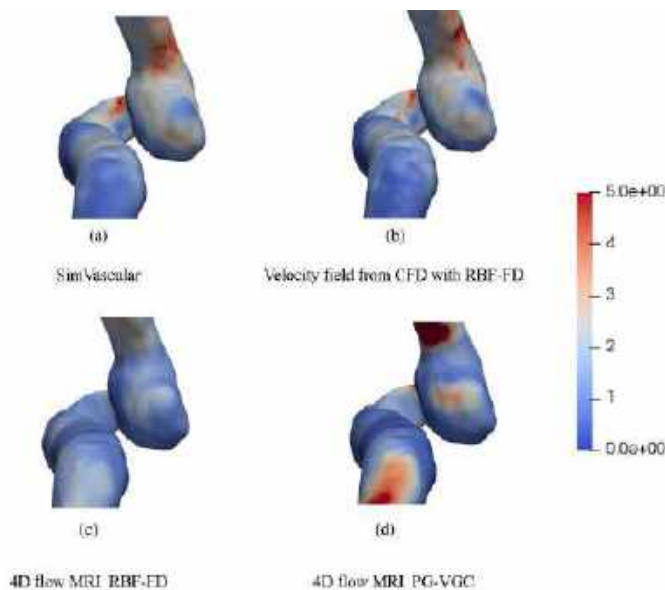 (a)
(b)
SimVascular
Velocity field from CFD with RBF-FD
5.0e+00
4
3
2
1
0.0e+00
(c)
(d)
4D flow MRI RBF-FD
4D flow MRI PG-VGC